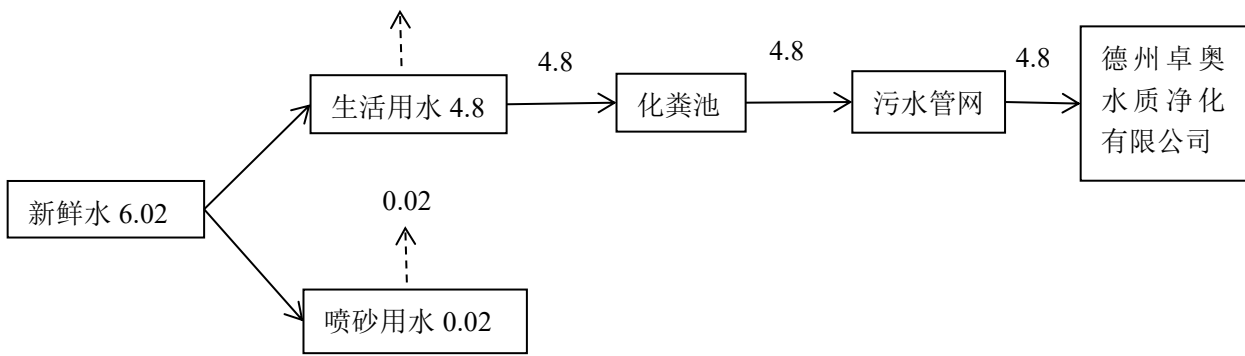 4.8
4.8
4.8
生活用水 4.8
化粪池
污水管网
德州卓奥
水质净化
有限公司
新鲜水 6.02
0.02
喷砂用水 0.02